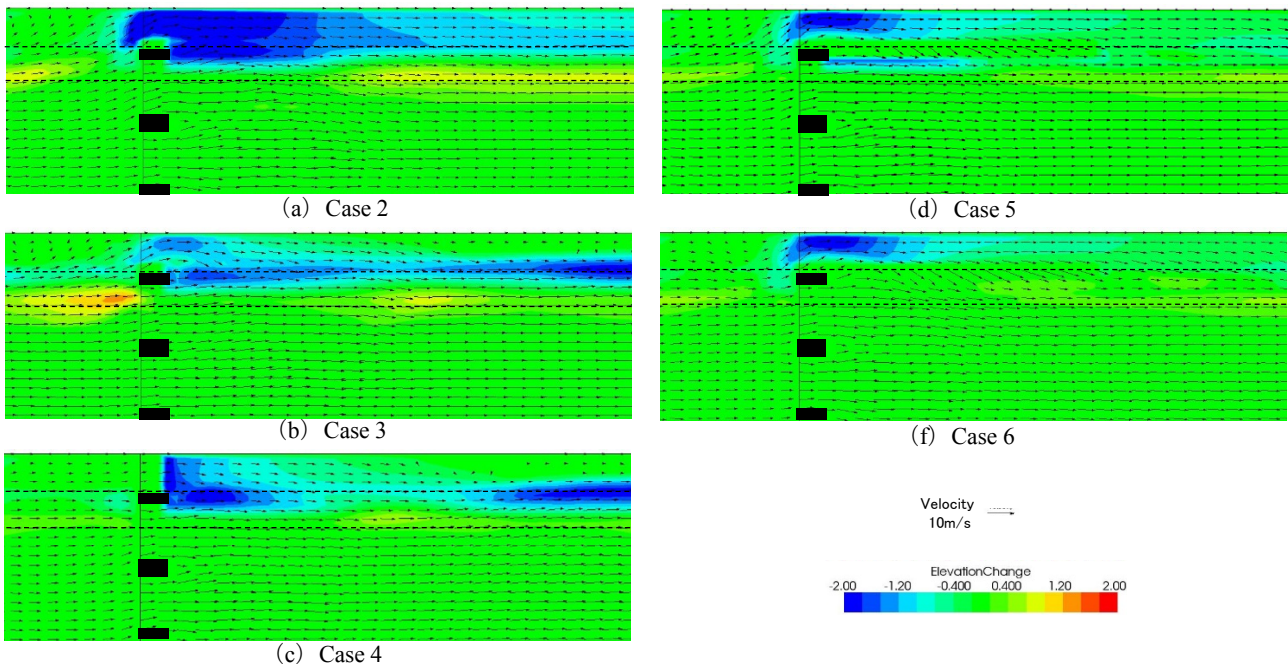 (a) Case 2
(b) Case 3
(c) Case 4
(d) Case 5
(f) Case 6
Velocity
10m/s
ElevationChange
-2.00 -1.20 -0.400 0.400 1.20 2.00